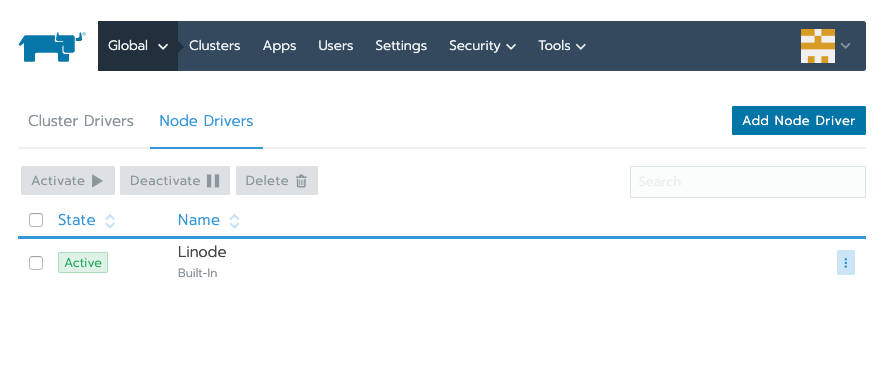 Global Clusters Apps Users Settings Security Tools
Cluster Drivers Node Drivers Add Node Driver
Activate Deactivate Delete Search
State Name
Linode
Active
Built-In